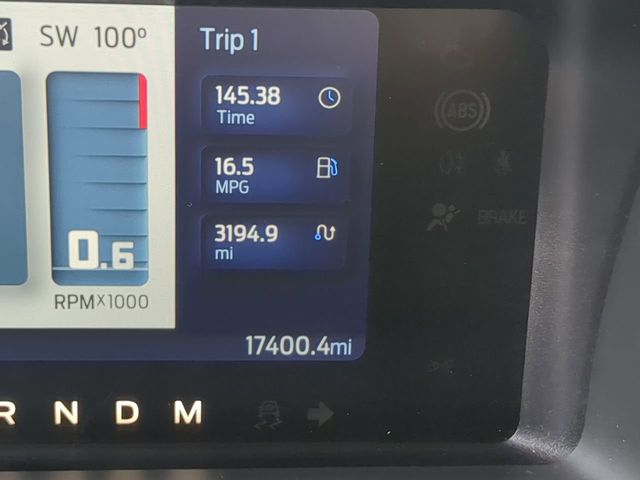 SW 100°
Trip 1
145.38
Time
16.5
MPG
3194.9
mi
0.6
RPMx1000
17400.4mi
R N D M
ABS
BRAKE